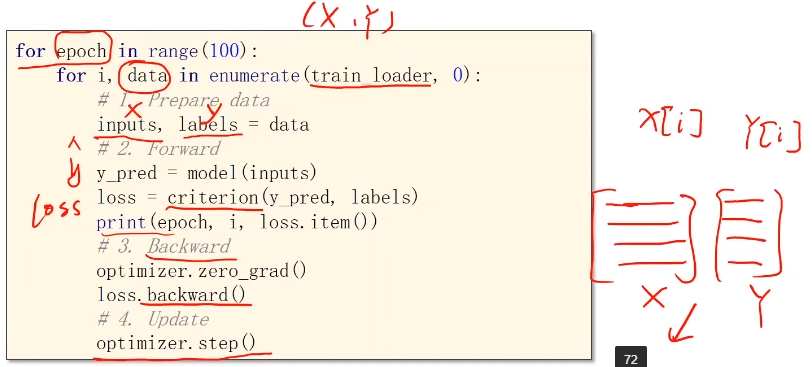 (X, Y)
for epoch in range(100):
for i, data in enumerate(train_loader, 0):
# 1. Prepare data
X Y
inputs, labels = data
# 2. Forward
ŷ
y_pred = model(inputs)
loss = criterion(y_pred, labels)
loss
print(epoch, i, loss.item())
# 3. Backward
optimizer.zero_grad()
loss.backward()
# 4. Update
optimizer.step()
X[i] Y[i]
X Y
72